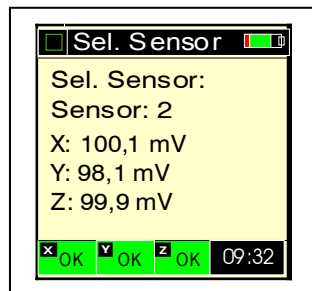 Sel. Sensor
Sel. Sensor:
Sensor: 2
X: 100,1 mV
Y: 98,1 mV
Z: 99,9 mV
X OK Y OK Z OK 09:32